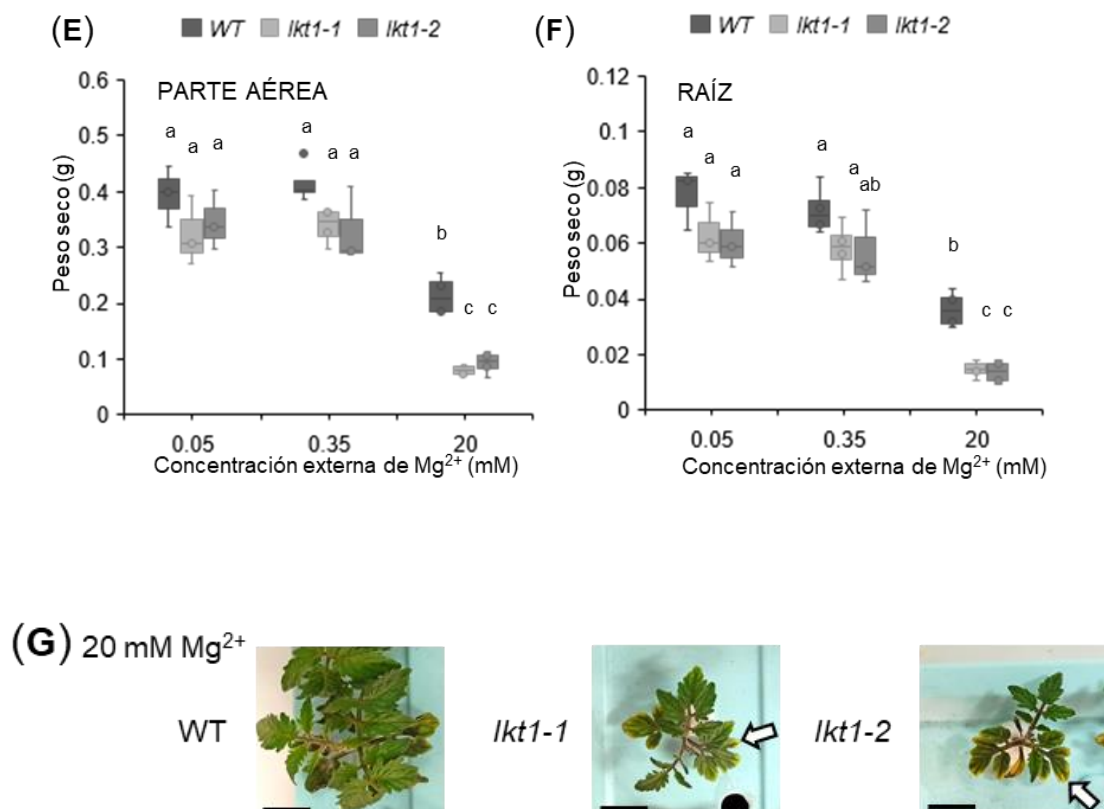 (E)
WT lkt1-1 lkt1-2
PARTE AÉREA
Peso seco (g)
0.6
0.5
0.4
0.3
0.2
0.1
0
a a a
a a a
b c c
0.05 0.35 20
Concentración externa de Mg²⁺ (mM)
(F)
WT lkt1-1 lkt1-2
RAÍZ
Peso seco (g)
0.12
0.1
0.08
0.06
0.04
0.02
0
a a a
a a ab
b c c
0.05 0.35 20
Concentración externa de Mg²⁺ (mM)
(G) 20 mM Mg²⁺
WT lkt1-1 lkt1-2